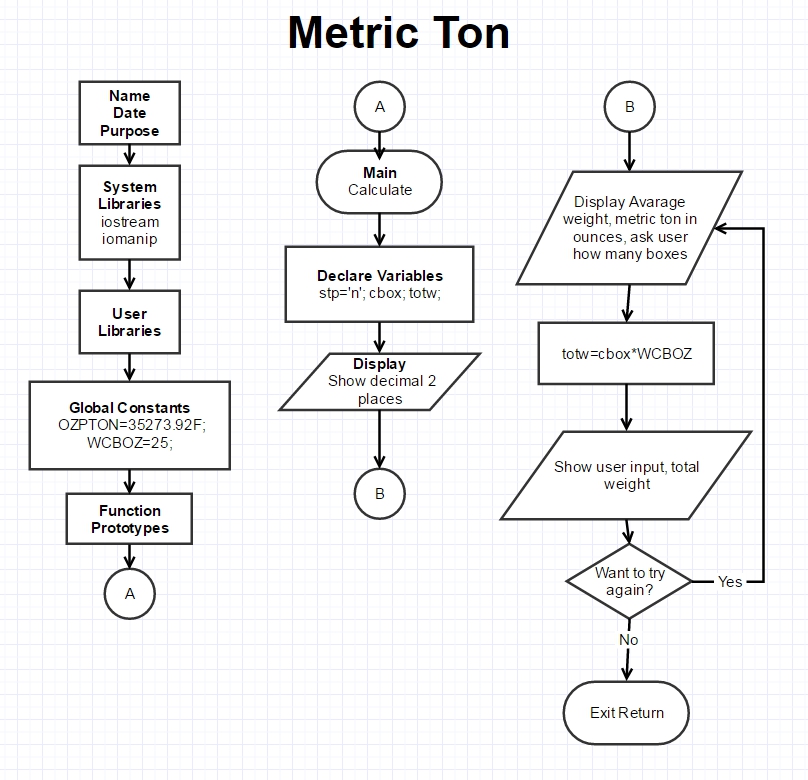 Metric Ton
Name
Date
Purpose
System
Libraries
iostream
iomanip
User
Libraries
Global Constants
OZPTON=35273.92F;
WCBOZ=25;
Function
Prototypes
A
A
Main
Calculate
Declare Variables
stp='n'; cbox; totw;
Display
Show decimal 2
places
B
B
Display Avarage
weight, metric ton in
ounces, ask user
how many boxes
totw=cbox*WCBOZ
Show user input, total
weight
Want to try
again?
Yes
No
Exit Return